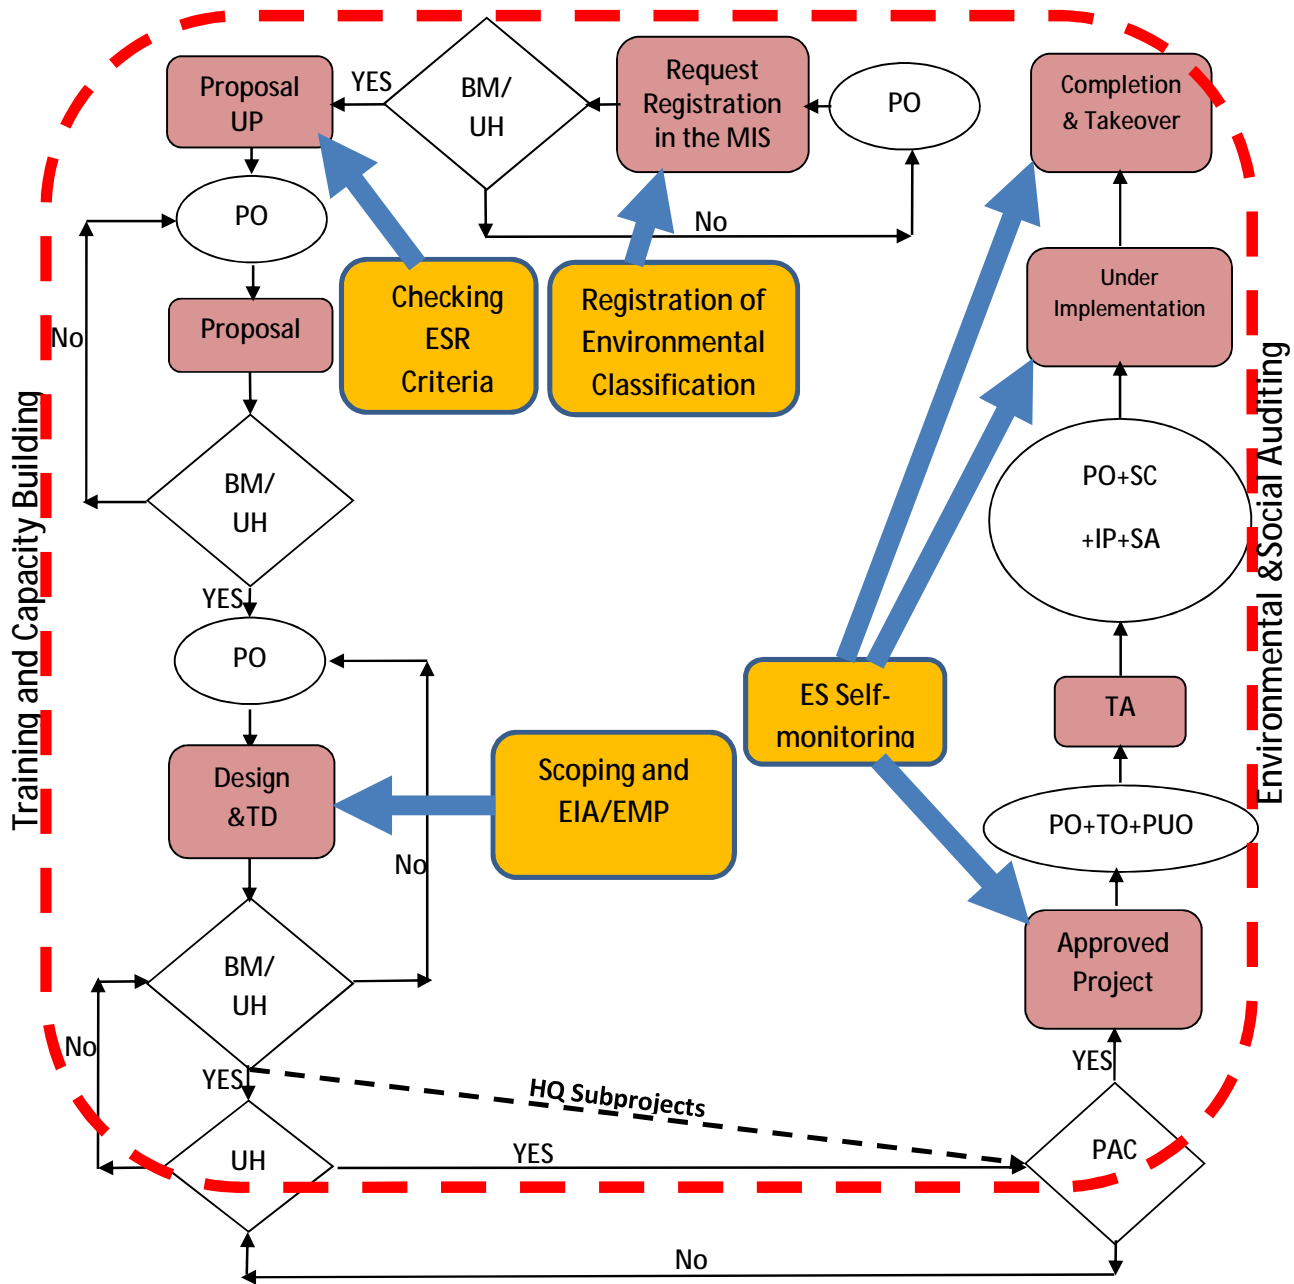 Proposal
UP
YES
BM/
UH
Request
Registration
in the MIS
PO
Completion
& Takeover
PO
No
Checking
ESR
Criteria
Registration of
Environmental
Classification
Under
Implementation
No
Proposal
BM/
UH
YES
PO
PO+SC
+IP+SA
Training and Capacity Building
Environmental &Social Auditing
ES Self-
monitoring
TA
Design
&TD
Scoping and
EIA/EMP
PO+TO+PUO
No
BM/
UH
Approved
Project
No
YES
HQ Subprojects
YES
UH
YES
PAC
No